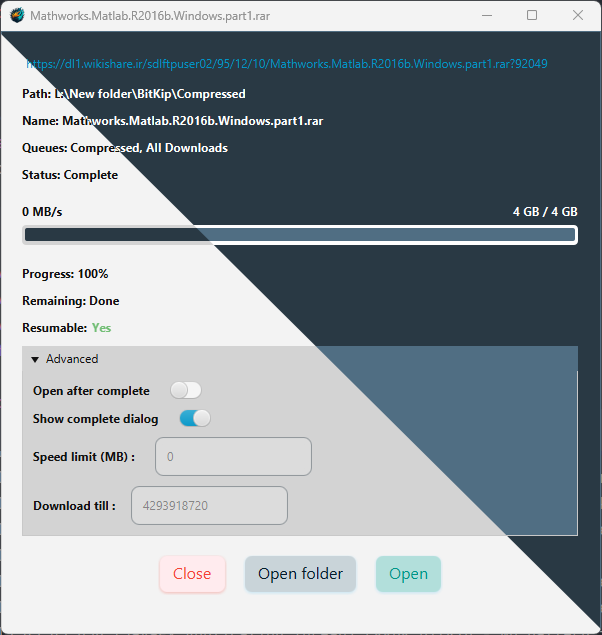 Mathworks.Matlab.R2016b.Windows.part1.rar
https://dl1.wikishare.ir/sdlftpuser02/95/12/10/Mathworks.Matlab.R2016b.Windows.part1.rar?92049
Path: L:\New folder\BitKip\Compressed
Name: Mathworks.Matlab.R2016b.Windows.part1.rar
Queues: Compressed, All Downloads
Status: Complete
0 MB/s 4 GB / 4 GB
Progress: 100%
Remaining: Done
Resumable: Yes
Advanced
Open after complete
Show complete dialog
Speed limit (MB) : 0
Download till : 4293918720
Close Open folder Open